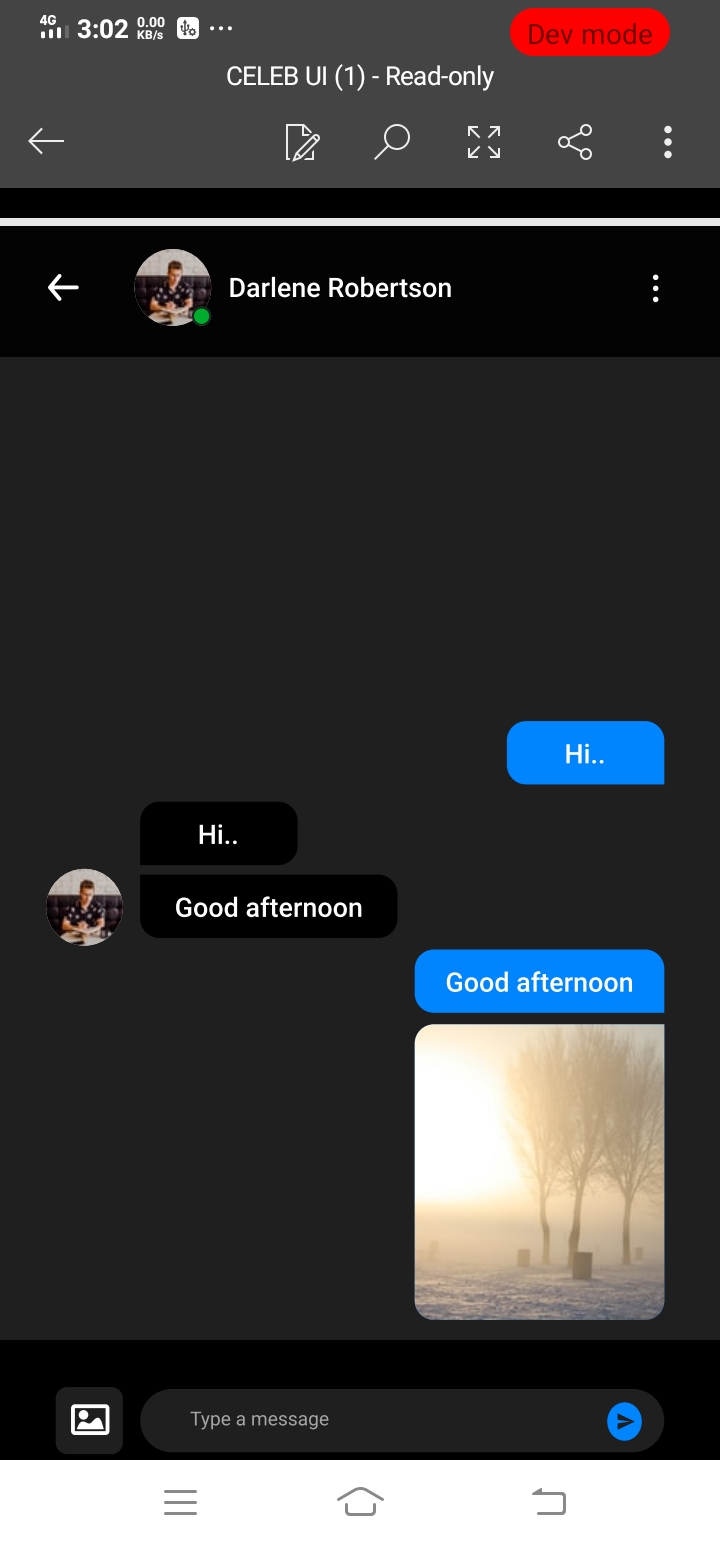 4G 3:02 0.00 KB/s ...
Dev mode
CELEB UI (1) - Read-only
Darlene Robertson
Hi..
Hi..
Good afternoon
Good afternoon
Type a message